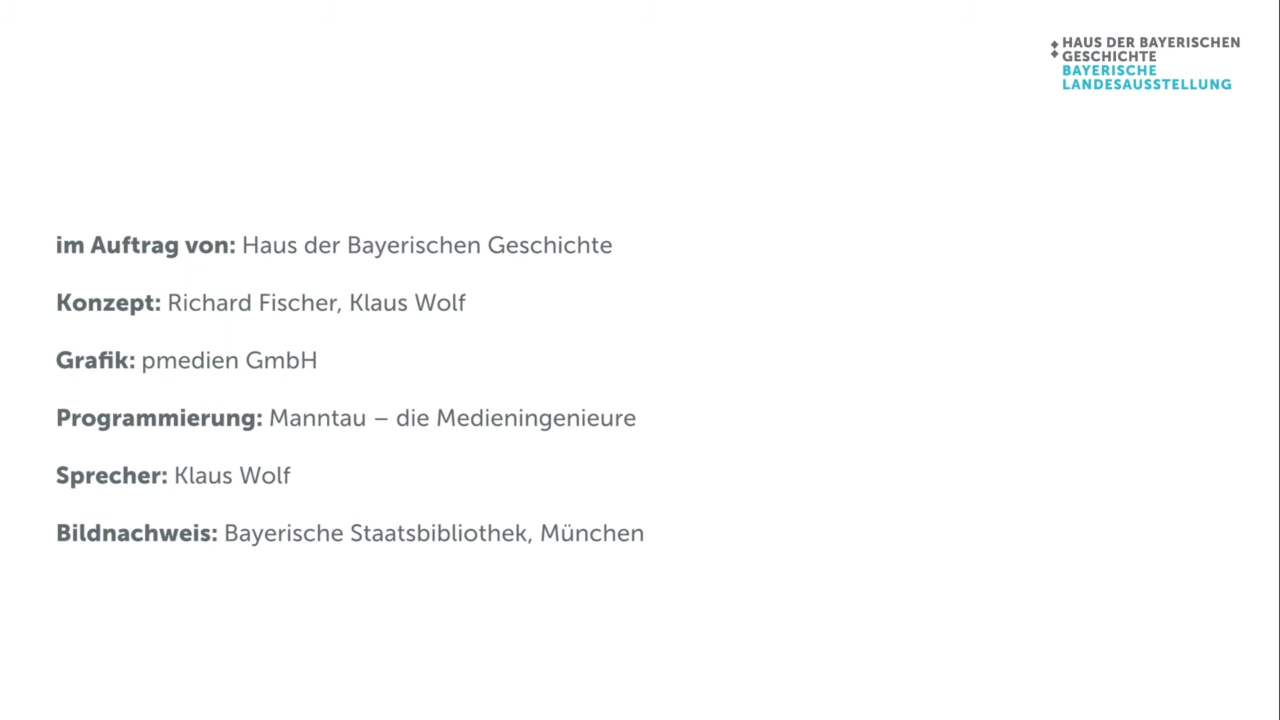 HAUS DER BAYERISCHEN
GESCHICHTE
BAYERISCHE
LANDESAUSSTELLUNG
im Auftrag von: Haus der Bayerischen Geschichte
Konzept: Richard Fischer, Klaus Wolf
Grafik: pmedien GmbH
Programmierung: Manntau – die Medieningenieure
Sprecher: Klaus Wolf
Bildnachweis: Bayerische Staatsbibliothek, München